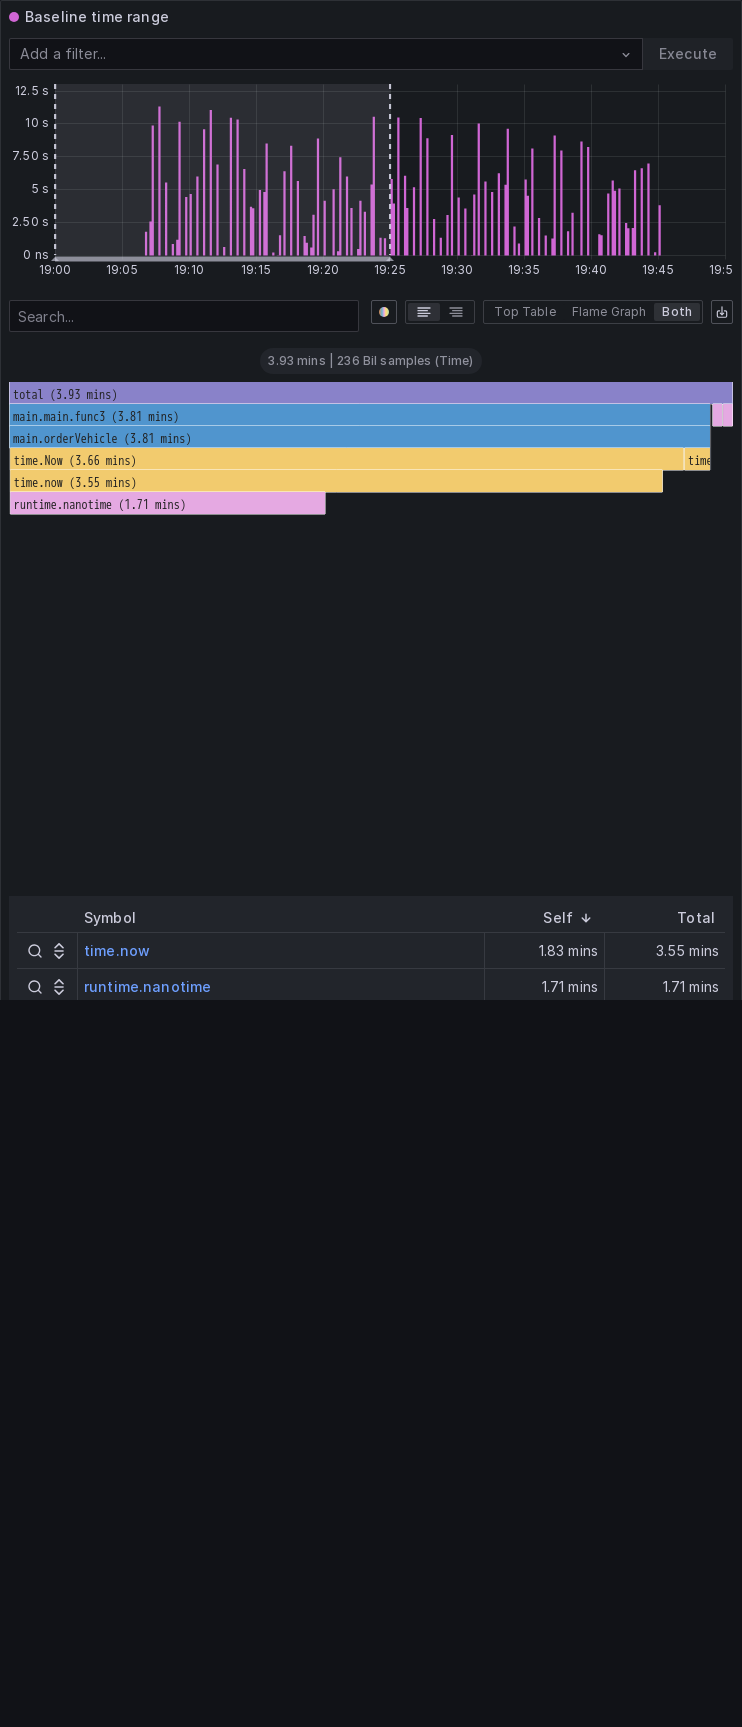 Baseline time range
Add a filter...
Execute
12.5 s
10 s
7.50 s
5 s
2.50 s
0 ns
19:00 19:05 19:10 19:15 19:20 19:25 19:30 19:35 19:40 19:45 19:5
Search...
Top Table Flame Graph Both
3.93 mins | 236 Bil samples (Time)
total (3.93 mins)
main.main.func3 (3.81 mins)
main.orderVehicle (3.81 mins)
time.Now (3.66 mins) time
time.now (3.55 mins)
runtime.nanotime (1.71 mins)
Symbol Self Total
time.now 1.83 mins 3.55 mins
runtime.nanotime 1.71 mins 1.71 mins